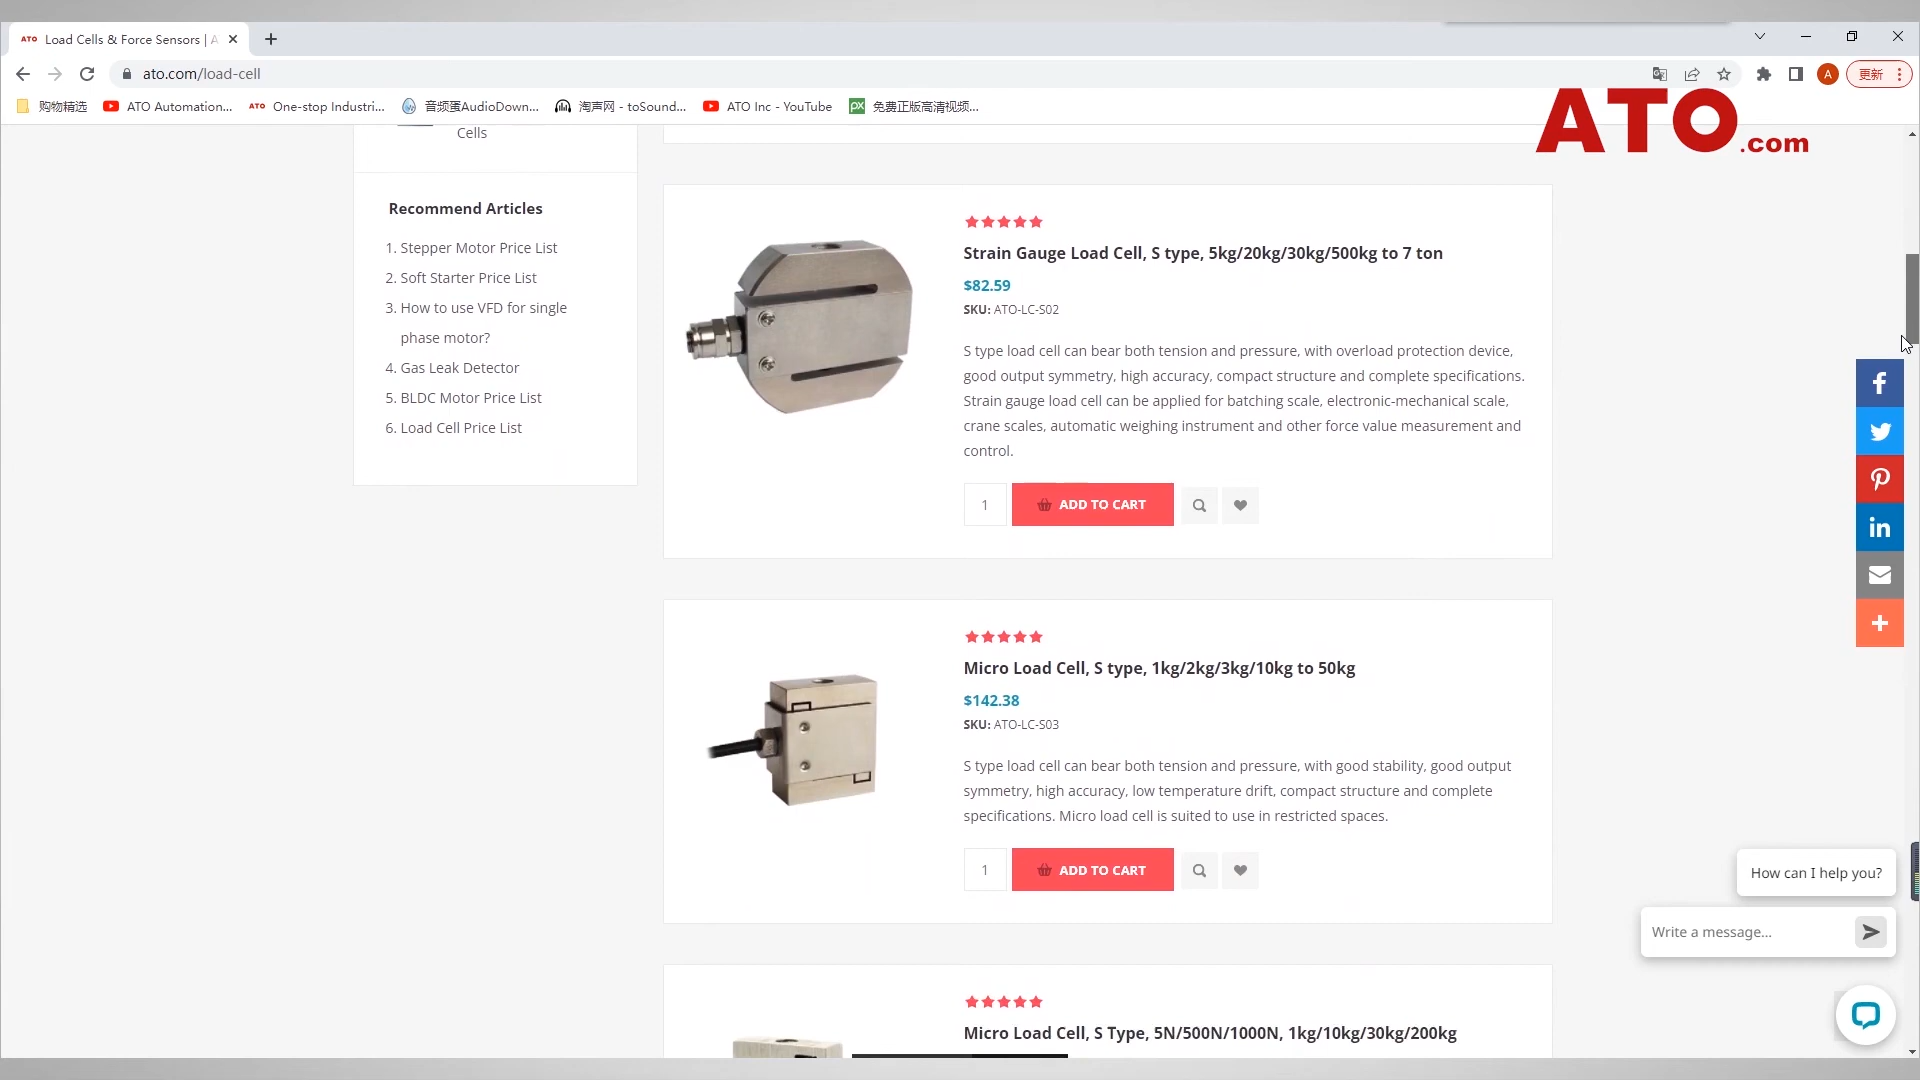 ATO Load Cells & Force Sensors | A
ato.com/load-cell
A
更新
购物精选
ATO Automation...
ATO One-stop Industri...
音频蛋AudioDown...
淘声网 - toSound...
ATO Inc - YouTube
PX 免费正版高清视频...
ATO.com
Cells
Recommend Articles
1. Stepper Motor Price List
2. Soft Starter Price List
3. How to use VFD for single
phase motor?
4. Gas Leak Detector
5. BLDC Motor Price List
6. Load Cell Price List
Strain Gauge Load Cell, S type, 5kg/20kg/30kg/500kg to 7 ton
$82.59
SKU: ATO-LC-S02
S type load cell can bear both tension and pressure, with overload protection device,
good output symmetry, high accuracy, compact structure and complete specifications.
Strain gauge load cell can be applied for batching scale, electronic-mechanical scale,
crane scales, automatic weighing instrument and other force value measurement and
control.
1
ADD TO CART
Micro Load Cell, S type, 1kg/2kg/3kg/10kg to 50kg
$142.38
SKU: ATO-LC-S03
S type load cell can bear both tension and pressure, with good stability, good output
symmetry, high accuracy, low temperature drift, compact structure and complete
specifications. Micro load cell is suited to use in restricted spaces.
1
ADD TO CART
Micro Load Cell, S Type, 5N/500N/1000N, 1kg/10kg/30kg/200kg
f
in
How can I help you?
Write a message...